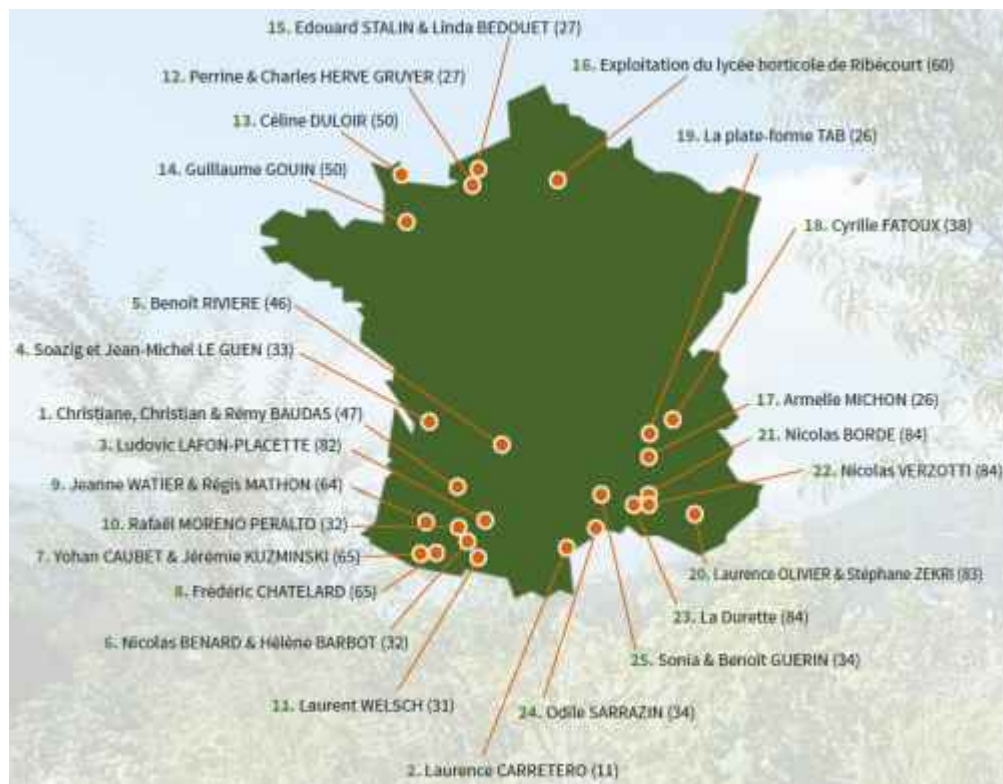 15. Edouard STALIN & Linda BEDOUET (27)
16. Exploitation du lycée horticole de Ribécourt (60)
12. Perrine & Charles HERVE GRUYER (27)
13. Céline DULOIR (50)
19. La plate-forme TAB (26)
14. Guillaume GOUIN (50)
18. Cyrille FATOUX (38)
5. Benoît RIVIERE (46)
4. Soazig et Jean-Michel LE GUEN (33)
17. Armelle MICHON (26)
1. Christiane, Christian & Rémy BAUDAS (47)
21. Nicolas BORDE (84)
3. Ludovic LAFON-PLACETTE (82)
22. Nicolas VERZOTTI (84)
9. Jeanne WATIER & Régis MATHON (64)
10. Rafaël MORENO PERALTO (32)
7. Yohan CAUBET & Jérémie KUZMINSKI (65)
20. Laurence OLIVIER & Stéphane ZEKRI (83)
8. Frédéric CHATELARD (65)
23. La Durette (84)
6. Nicolas BENARD & Hélène BARBOT (32)
25. Sonia & Benoit GUERIN (34)
11. Laurent WELSCH (31)
24. Odile SARRAZIN (34)
2. Laurence CARRETERO (11)